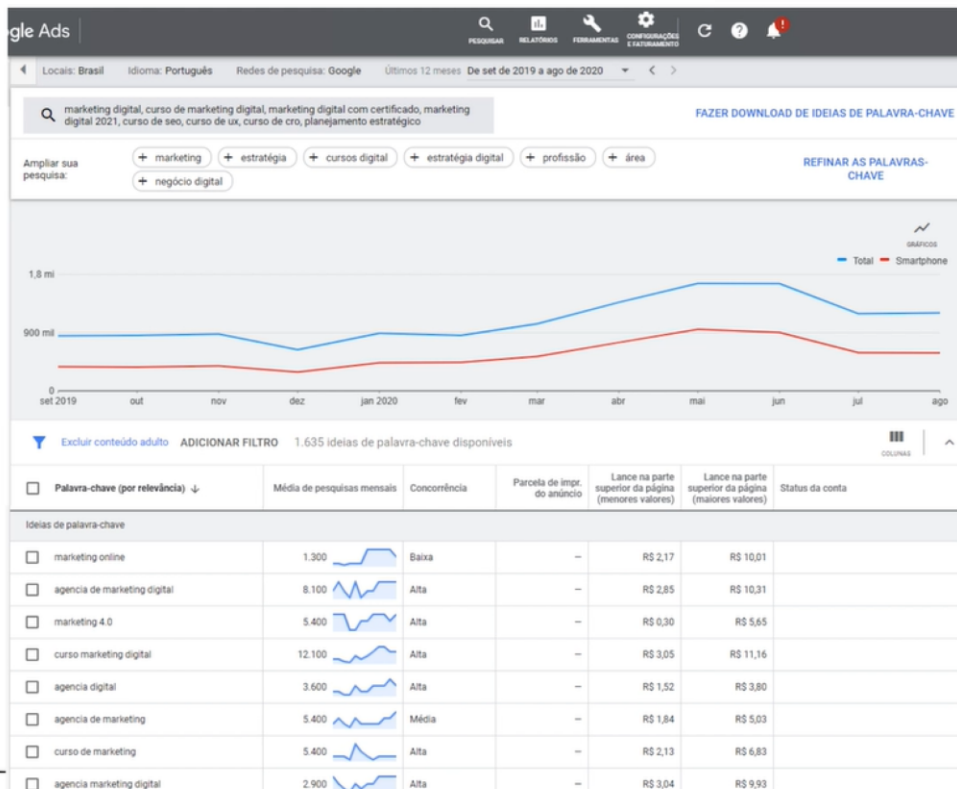 gle Ads
PESQUISAR RELATÓRIOS FERRAMENTAS CONFIGURAÇÕES E FATURAMENTO
Locais: Brasil Idioma: Português Redes de pesquisa: Google Últimos 12 meses De set de 2019 a ago de 2020
marketing digital, curso de marketing digital, marketing digital com certificado, marketing
digital 2021, curso de seo, curso de ux, curso de cro, planejamento estratégico
FAZER DOWNLOAD DE IDEIAS DE PALAVRA-CHAVE
Ampliar sua
pesquisa:
+ marketing + estratégia + cursos digital + estratégia digital + profissão + área
+ negócio digital
REFINAR AS PALAVRAS-
CHAVE
GRÁFICOS
Total Smartphone
1,8 mi
900 mil
0
set 2019 out nov dez jan 2020 fev mar abr mai jun jul ago
Excluir conteúdo adulto ADICIONAR FILTRO 1.635 ideias de palavra-chave disponíveis
COLUNAS
Palavra-chave (por relevância) ↓ Média de pesquisas mensais Concorrência Parcela de impr. do anúncio Lance na parte superior da página (menores valores) Lance na parte superior da página (maiores valores) Status da conta
Ideias de palavra-chave
marketing online 1.300 Baixa – R$ 2,17 R$ 10,01
agencia de marketing digital 8.100 Alta – R$ 2,85 R$ 10,31
marketing 4.0 5.400 Alta – R$ 0,30 R$ 5,65
curso marketing digital 12.100 Alta – R$ 3,05 R$ 11,16
agencia digital 3.600 Alta – R$ 1,52 R$ 3,80
agencia de marketing 5.400 Média – R$ 1,84 R$ 5,03
curso de marketing 5.400 Alta – R$ 2,13 R$ 6,83
agencia marketing digital 2.900 Alta – R$ 3,04 R$ 9,93